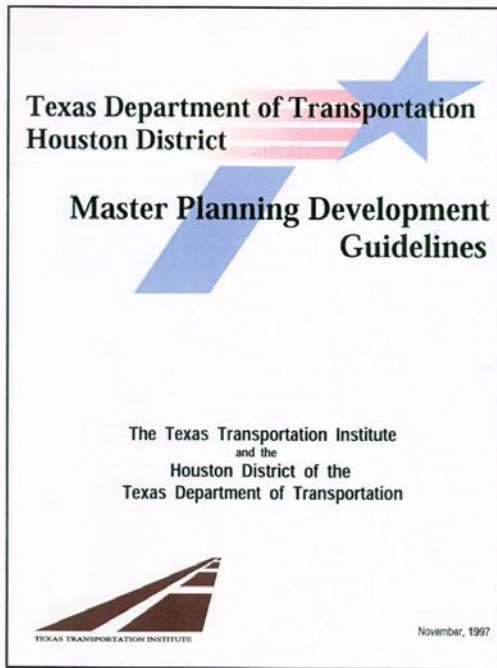 Texas Department of Transportation
Houston District
Master Planning Development
Guidelines
The Texas Transportation Institute
and the
Houston District of the
Texas Department of Transportation
TEXAS TRANSPORTATION INSTITUTE
November, 1997